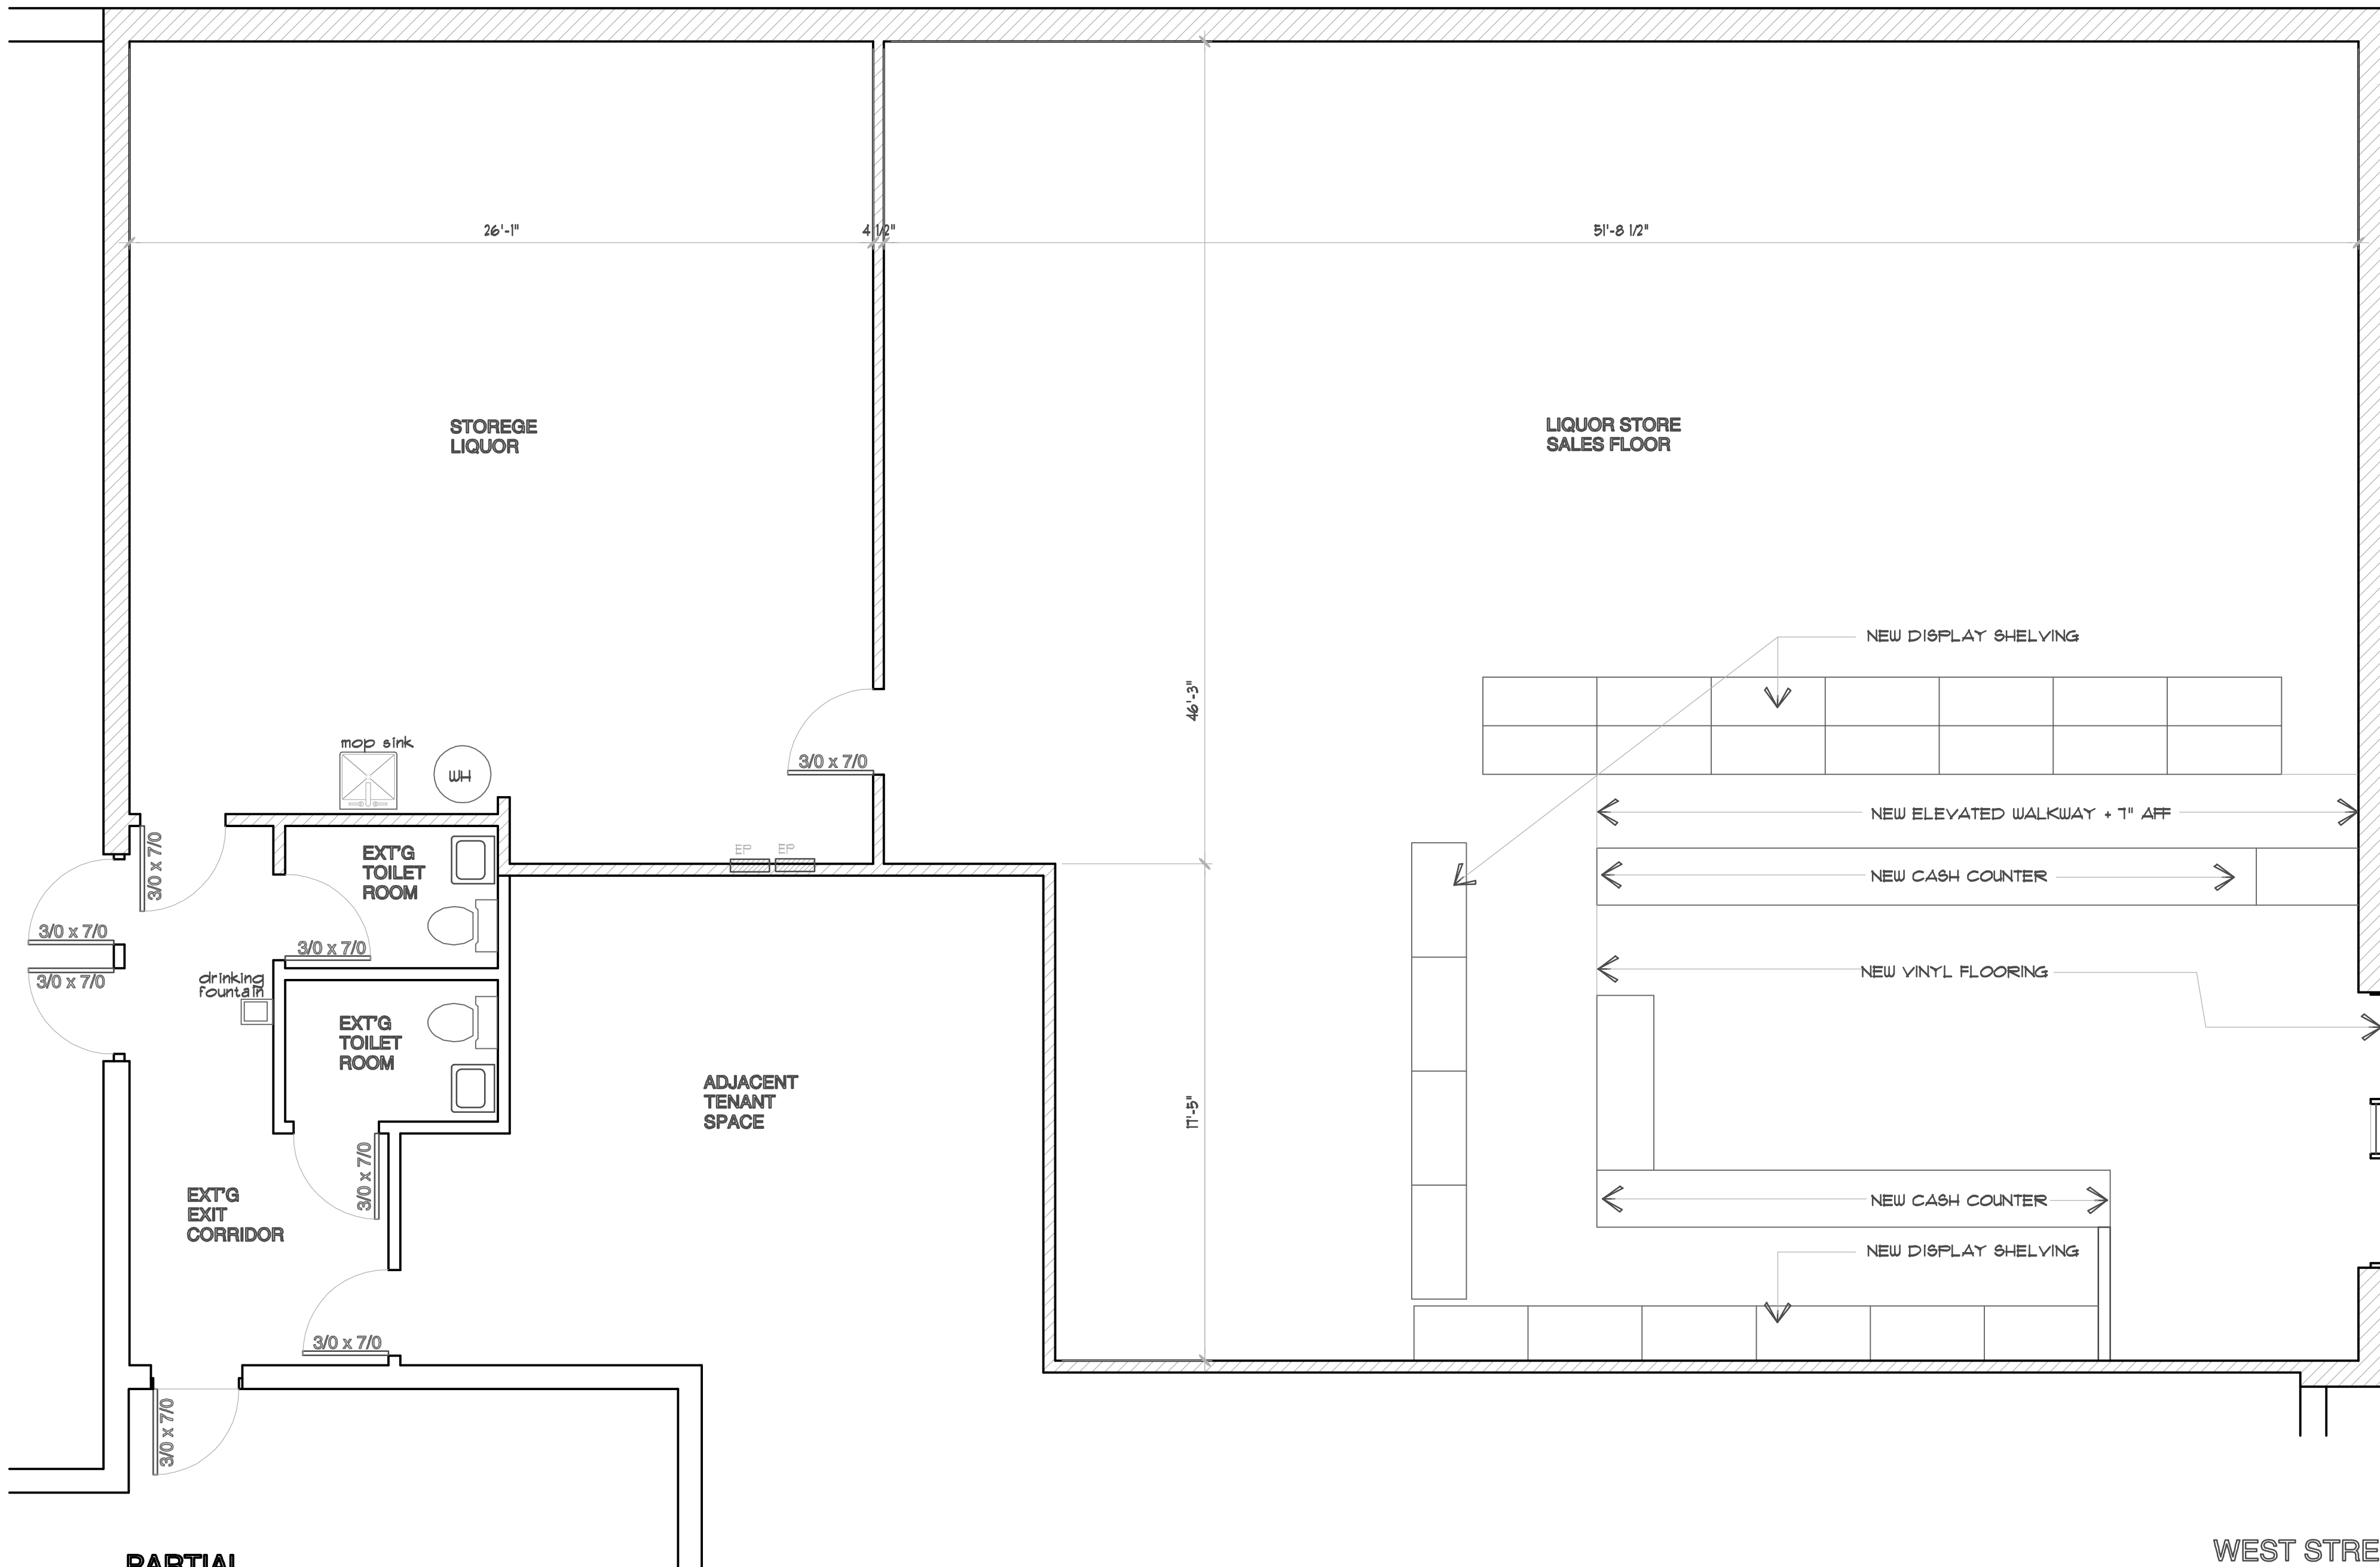 26'-1"
4 1/2"
51'-8 1/2"
STOREGE
LIQUOR
LIQUOR STORE
SALES FLOOR
NEW DISPLAY SHELVING
46'-3"
mop sink
WH
3/0 x 7/0
NEW ELEVATED WALKWAY + 7" AFF
3/0 x 7/0
EXT'G
TOILET
ROOM
EP
EP
NEW CASH COUNTER
3/0 x 7/0
3/0 x 7/0
3/0 x 7/0
drinking
fountain
NEW VINYL FLOORING
EXT'G
TOILET
ROOM
ADJACENT
TENANT
SPACE
17'-5"
3/0 x 7/0
EXT'G
EXIT
CORRIDOR
NEW CASH COUNTER
NEW DISPLAY SHELVING
3/0 x 7/0
3/0 x 7/0
PARTIAL
WEST STRE